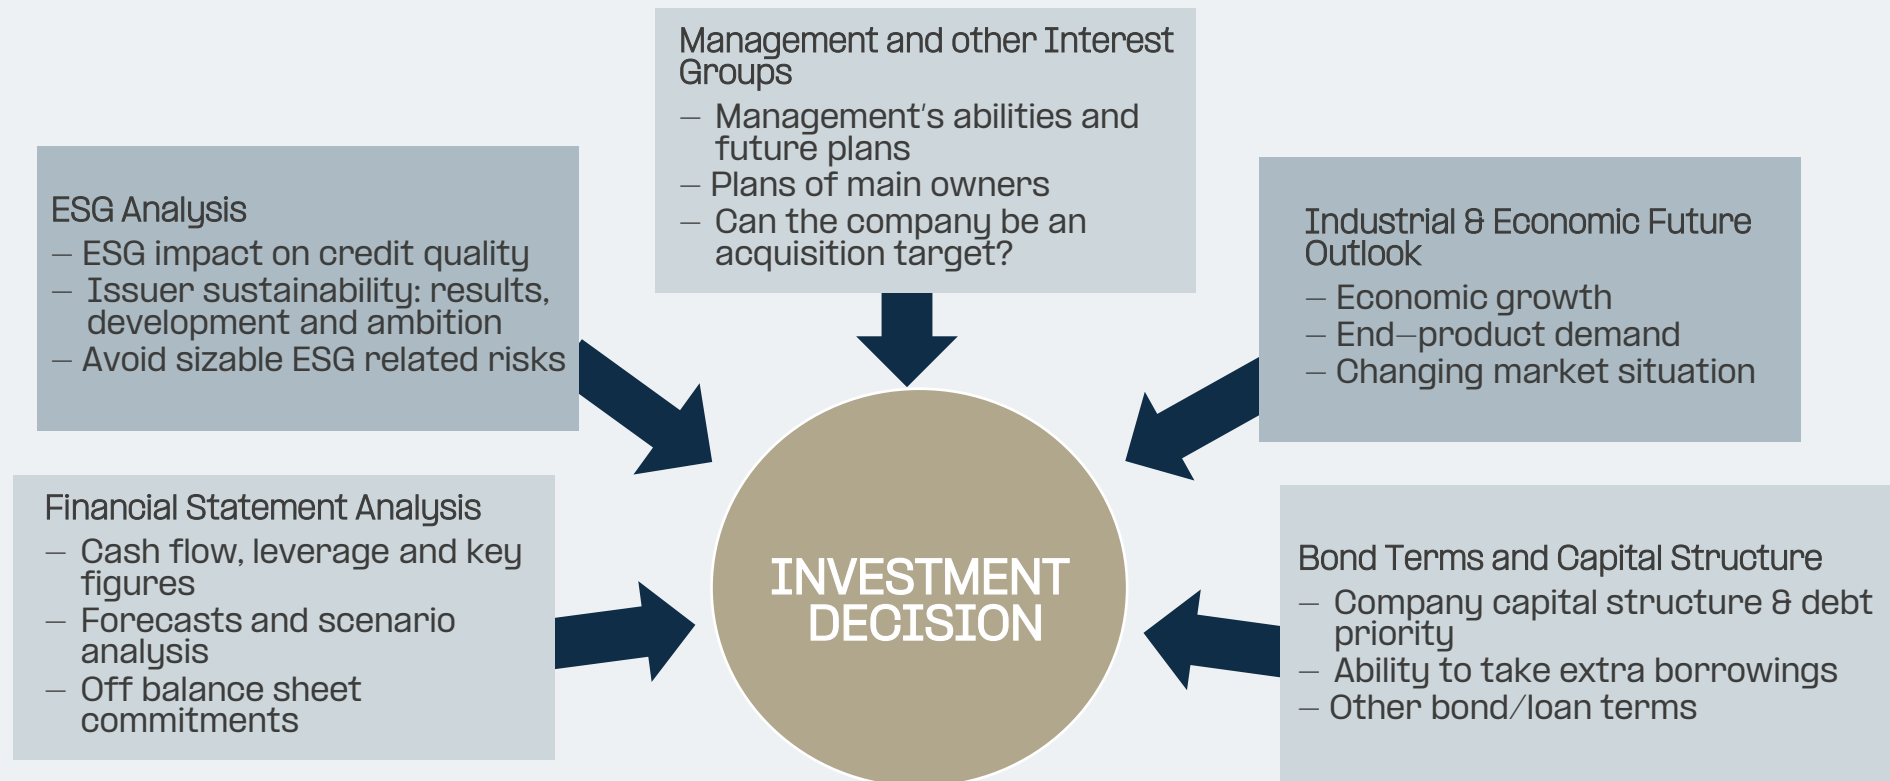 Management and other Interest
Groups
– Management's abilities and
future plans
– Plans of main owners
– Can the company be an
acquisition target?
ESG Analysis
– ESG impact on credit quality
– Issuer sustainability: results,
development and ambition
– Avoid sizable ESG related risks
Industrial & Economic Future
Outlook
– Economic growth
– End–product demand
– Changing market situation
Financial Statement Analysis
– Cash flow, leverage and key
figures
– Forecasts and scenario
analysis
– Off balance sheet
commitments
INVESTMENT
DECISION
Bond Terms and Capital Structure
– Company capital structure & debt
priority
– Ability to take extra borrowings
– Other bond/loan terms